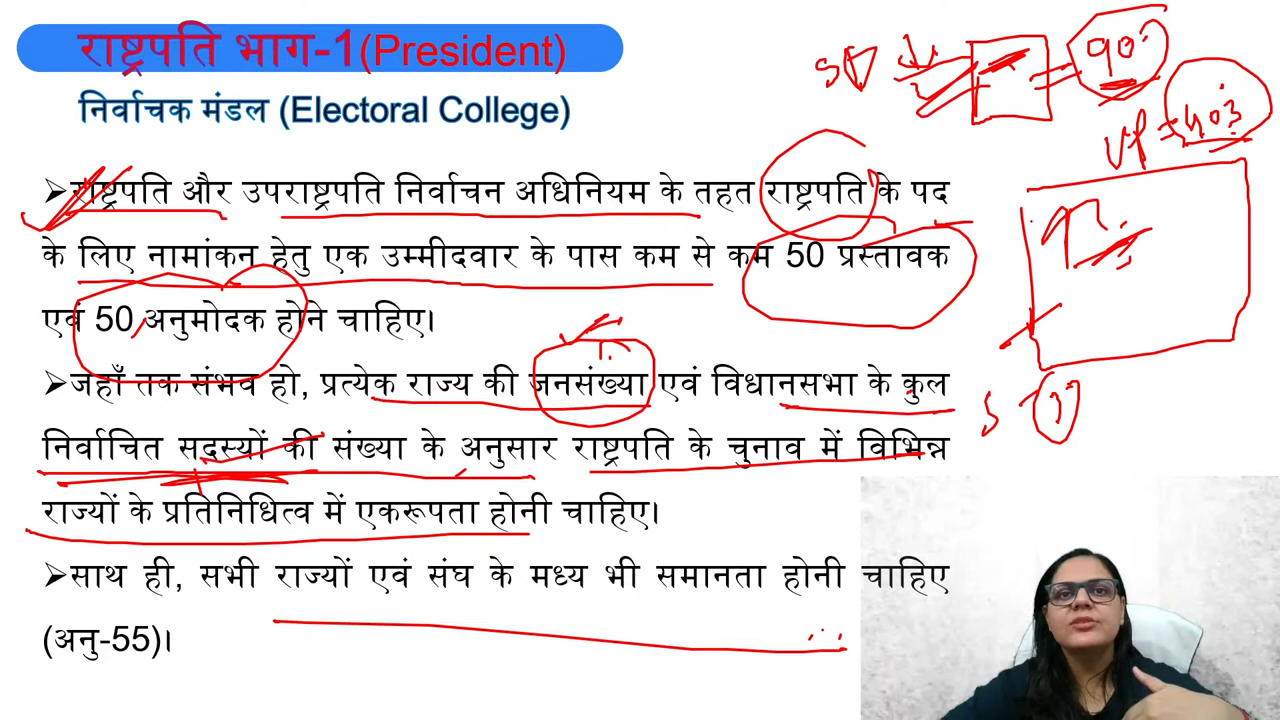 राष्ट्रपति भाग-1(President)
निर्वाचक मंडल (Electoral College)
➢राष्ट्रपति और उपराष्ट्रपति निर्वाचन अधिनियम के तहत राष्ट्रपति के पद
के लिए नामांकन हेतु एक उम्मीदवार के पास कम से कम 50 प्रस्तावक
एवं 50 अनुमोदक होने चाहिए।
➢जहाँ तक संभव हो, प्रत्येक राज्य की जनसंख्या एवं विधानसभा के कुल
निर्वाचित सदस्यों की संख्या के अनुसार राष्ट्रपति के चुनाव में विभिन्न
राज्यों के प्रतिनिधित्व में एकरूपता होनी चाहिए।
➢साथ ही, सभी राज्यों एवं संघ के मध्य भी समानता होनी चाहिए
(अनु-55)।